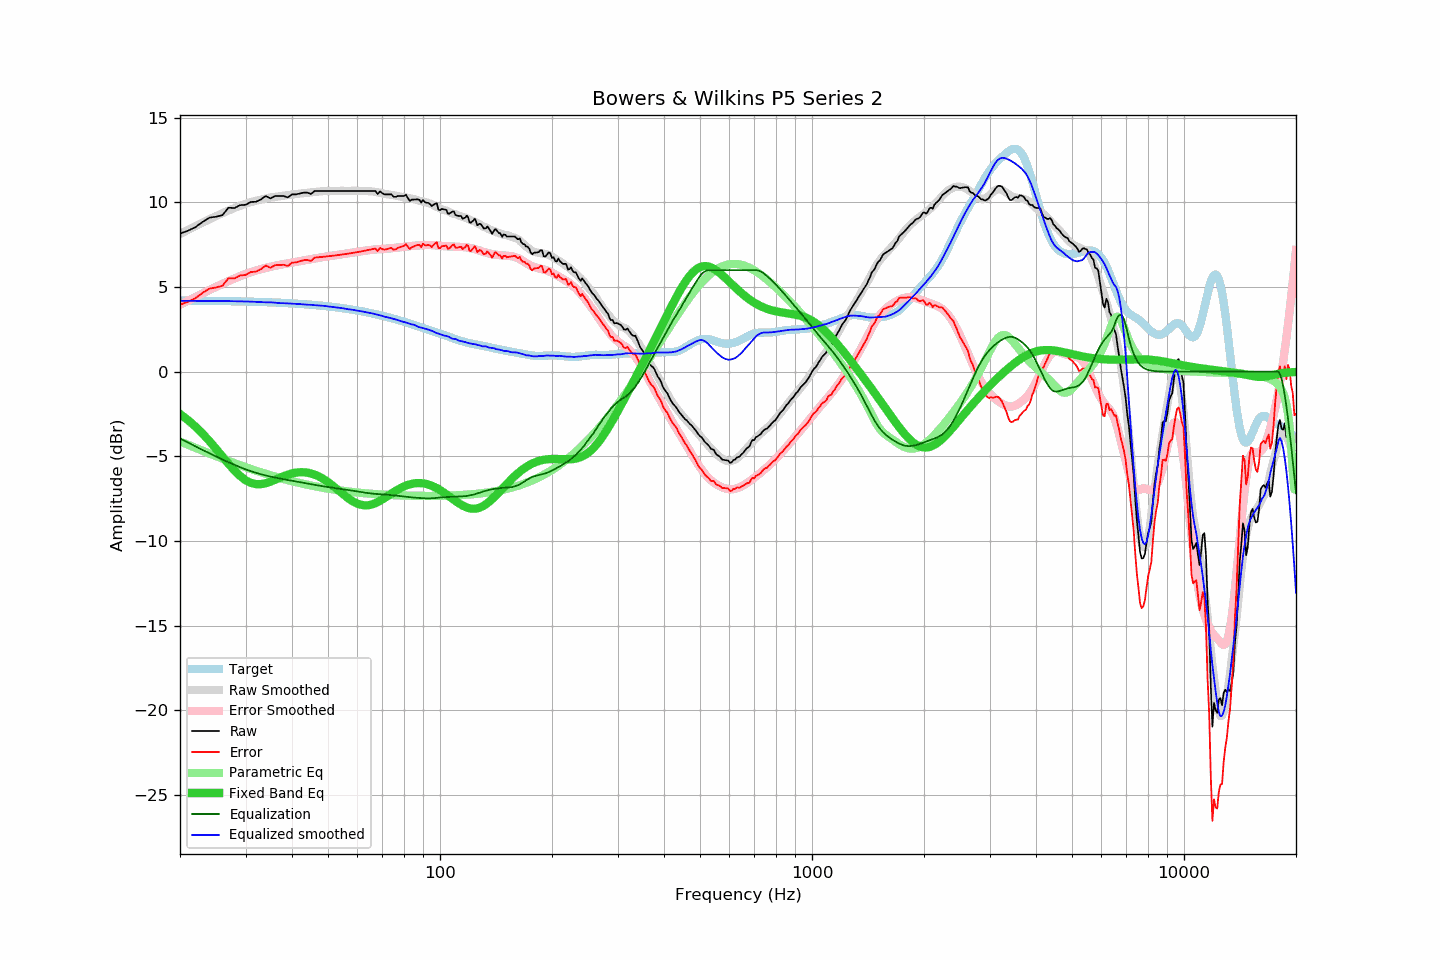 Bowers & Wilkins P5 Series 2
15
10
5
0
−5
−10
−15
−20
−25
Amplitude (dBr)
Target
Raw Smoothed
Error Smoothed
Raw
Error
Parametric Eq
Fixed Band Eq
Equalization
Equalized smoothed
100
1000
10000
Frequency (Hz)